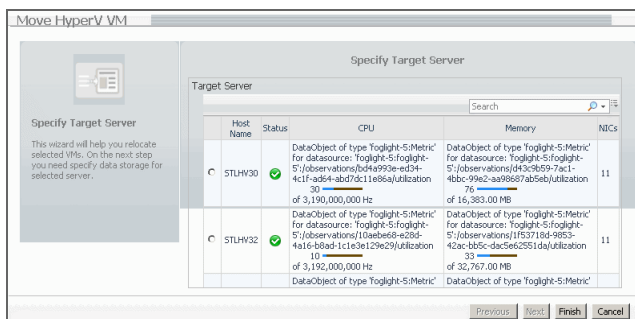 Move HyperV VM
Specify Target Server
This wizard will help you relocate
selected VMs. On the next step
you need specify data storage for
selected server.
Specify Target Server
Target Server
Search
Host Name Status CPU Memory NICs
STLHV30
DataObject of type 'foglight-5:Metric'
for datasource: 'foglight-5:foglight-
5':/observations/bd4a993e-ed34-
4c1f-ad64-abd7dc11e86a/utilization
30
of 3,190,000,000 Hz
DataObject of type 'foglight-5:Metric'
for datasource: 'foglight-5:foglight-
5':/observations/d43c9b59-7ac1-
4bbc-99e2-aa98687ab5eb/utilization
76
of 16,383.00 MB
11
STLHV32
DataObject of type 'foglight-5:Metric'
for datasource: 'foglight-5:foglight-
5':/observations/10aebe68-e28d-
4a16-b8ad-1c1e3e129e29/utilization
10
of 3,192,000,000 Hz
DataObject of type 'foglight-5:Metric'
for datasource: 'foglight-5:foglight-
5':/observations/1f53718d-9853-
42ac-bb5c-dac5e62551da/utilization
33
of 32,767.00 MB
11
DataObject of type 'foglight-5:Metric'
DataObject of type 'foglight-5:Metric'
Previous Next Finish Cancel